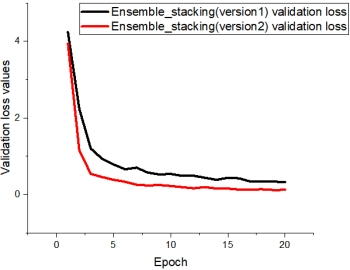 Ensemble_stacking(version1) validation loss
Ensemble_stacking(version2) validation loss
Validation loss values
4
2
0
0 5 10 15 20
Epoch